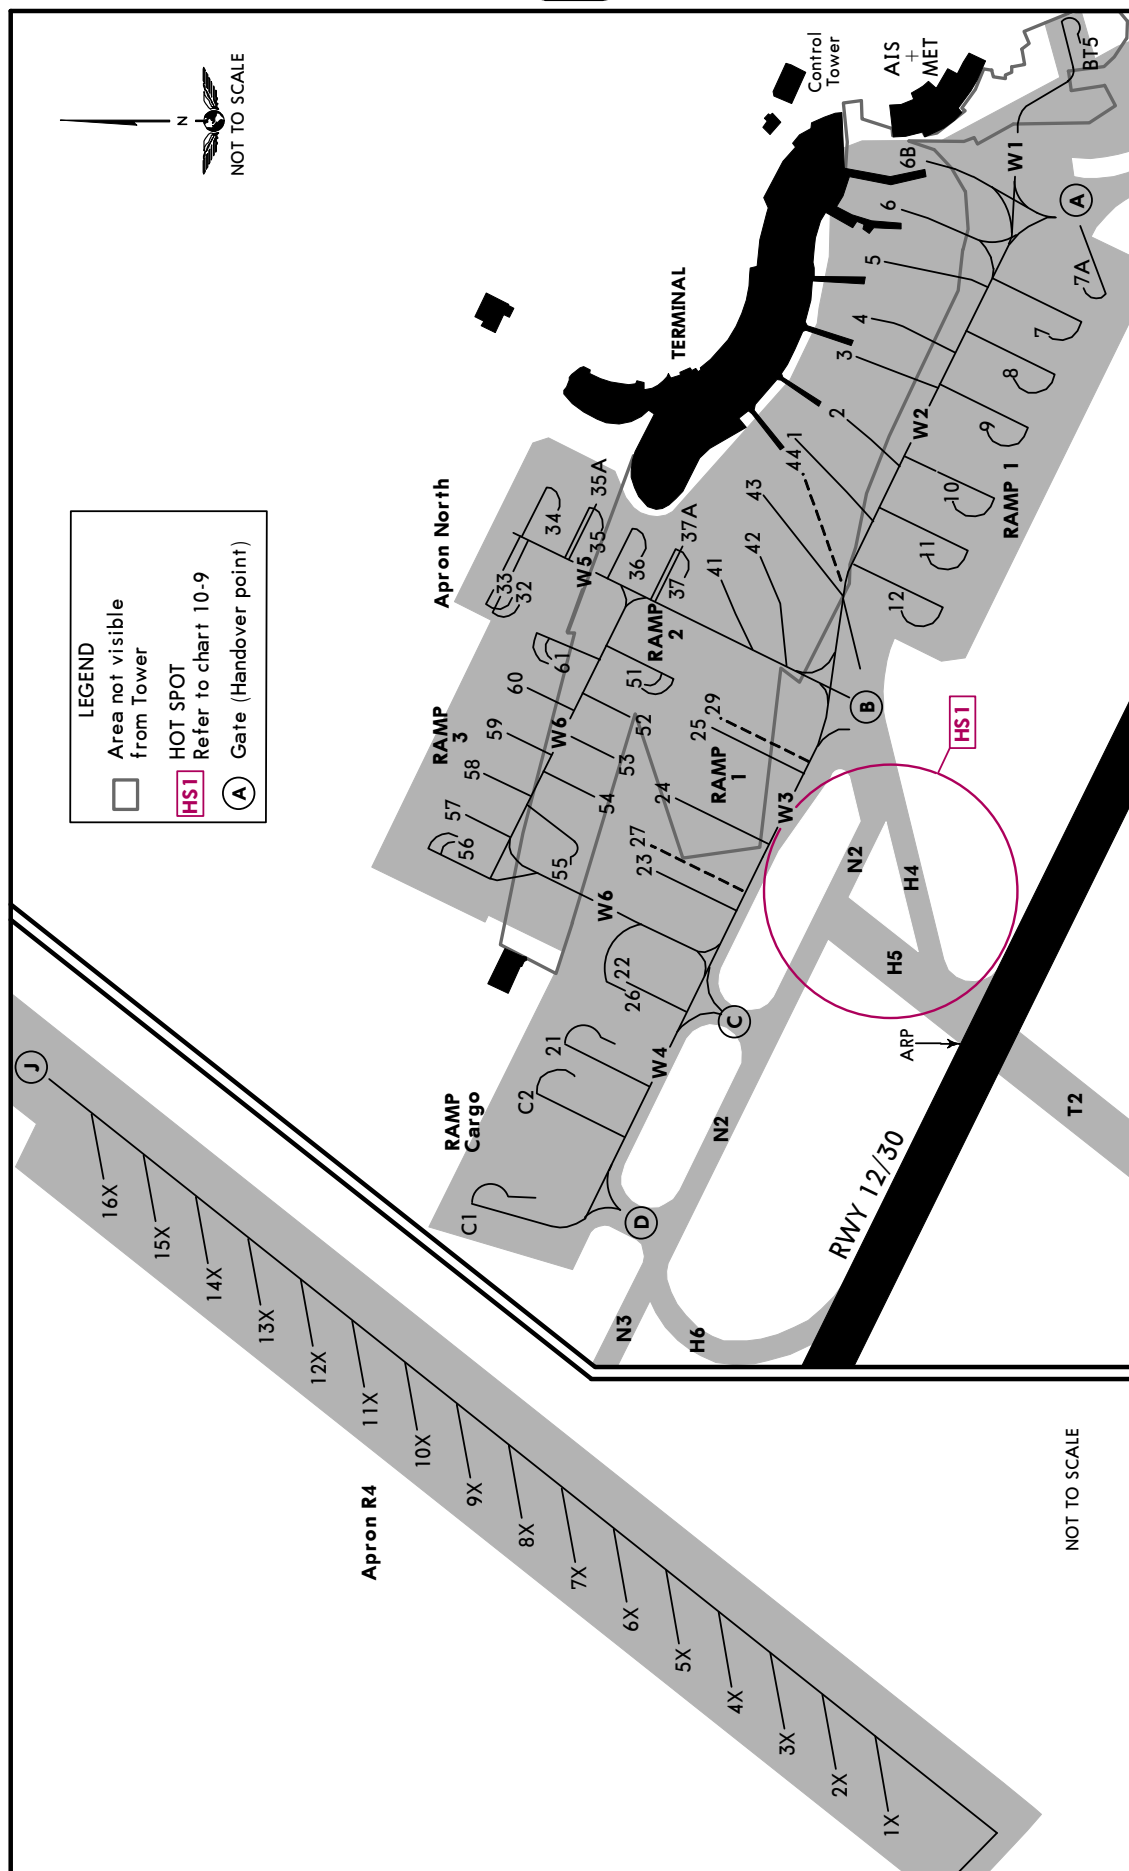 LEGEND
Area not visible
from Tower
HS1
HOT SPOT
Refer to chart 10-9
A
Gate (Handover point)
N
NOT TO SCALE
Control
Tower
AIS
+
MET
BT5
TERMINAL
Apron North
RAMP
3
RAMP
2
RAMP
1
RAMP 1
RAMP
Cargo
J
16X
15X
14X
13X
12X
11X
10X
9X
8X
7X
6X
5X
4X
3X
2X
1X
Apron R4
C1
C2
21
26
22
23
27
24
25
29
56
57
58
59
60
61
55
54
53
52
51
33
32
34
35
35A
36
37
37A
41
42
43
44
1
2
3
4
5
6
6B
7A
7
8
9
10
11
12
W1
W2
W3
W4
W5
W6
W6
A
B
C
D
N2
N2
N3
H4
H5
H6
T2
HS1
ARP
RWY 12/30
NOT TO SCALE